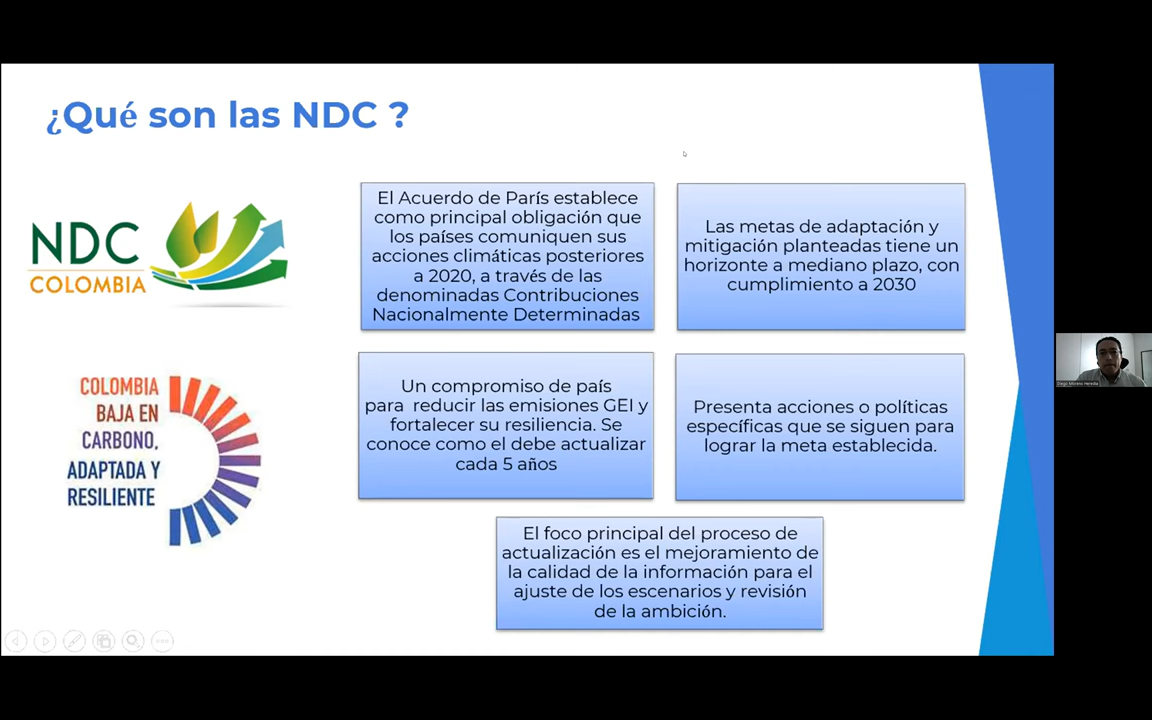 ¿Qué son las NDC ?
NDC
COLOMBIA
El Acuerdo de París establece
como principal obligación que
los países comuniquen sus
acciones climáticas posteriores
a 2020, a través de las
denominadas Contribuciones
Nacionalmente Determinadas
Las metas de adaptación y
mitigación planteadas tiene un
horizonte a mediano plazo, con
cumplimiento a 2030
COLOMBIA
BAJA EN
CARBONO,
ADAPTADA Y
RESILIENTE
Un compromiso de país
para  reducir las emisiones GEI y
fortalecer su resiliencia. Se
conoce como el debe actualizar
cada 5 años
Presenta acciones o políticas
específicas que se siguen para
lograr la meta establecida.
El foco principal del proceso de
actualización es el mejoramiento de
la calidad de la información para el
ajuste de los escenarios y revisión
de la ambición.
Diego Moreno Heredia